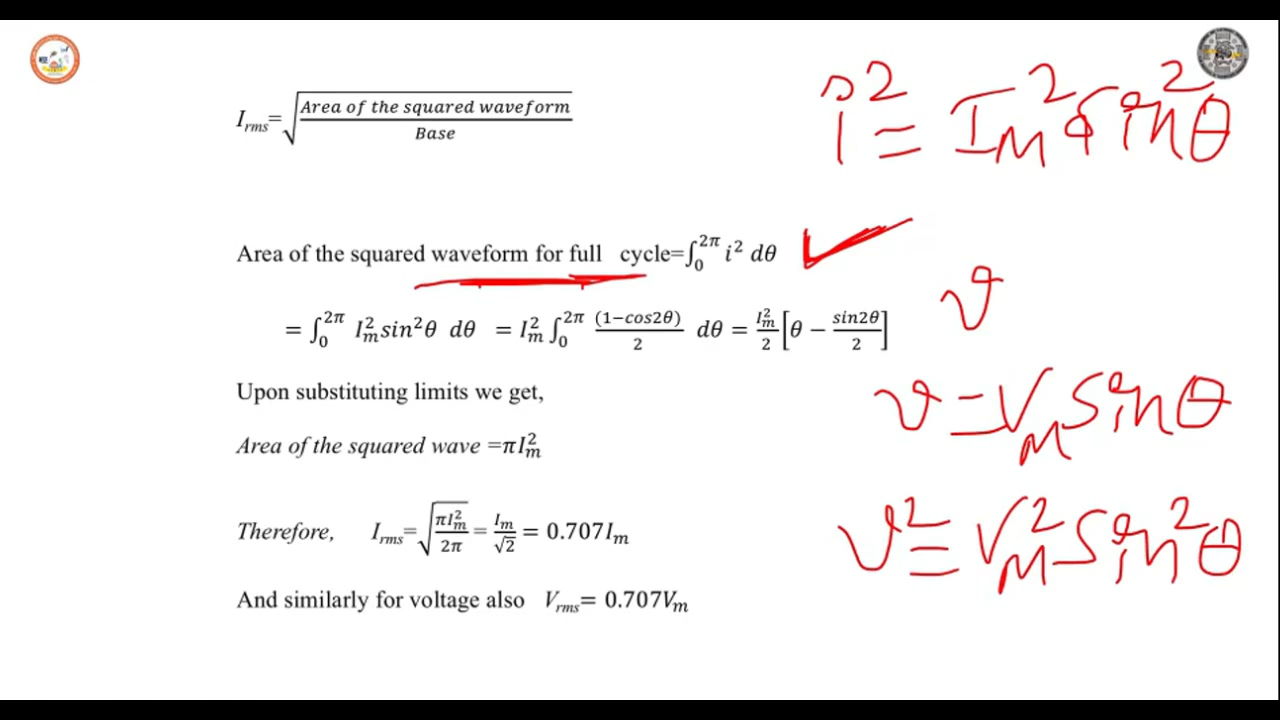 I_rms=√(Area of the squared waveform / Base)
i² = I_M² Sin²θ
Area of the squared waveform for full cycle=∫₀^2π i² dθ
= ∫₀^2π I_m² sin²θ dθ = I_m² ∫₀^2π (1−cos2θ)/2 dθ = I_m²/2 [θ − sin2θ/2]
v
Upon substituting limits we get,
v = V_M Sinθ
Area of the squared wave =πI_m²
Therefore, I_rms=√(πI_m²/2π) = I_m/√2 = 0.707I_m
v² = V_M² Sin²θ
And similarly for voltage also V_rms= 0.707V_m